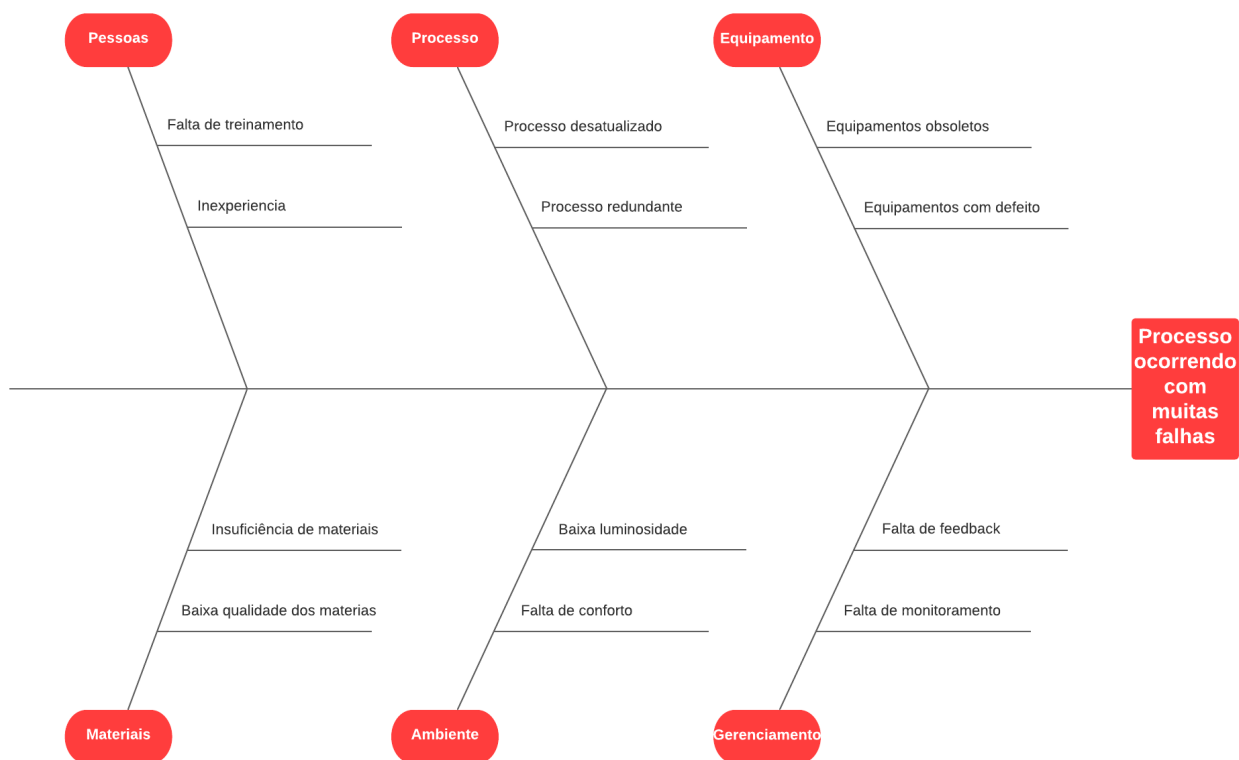 Pessoas
Processo
Equipamento
Falta de treinamento
Processo desatualizado
Equipamentos obsoletos
Inexperiencia
Processo redundante
Equipamentos com defeito
Processo
ocorrendo
com
muitas
falhas
Insuficiência de materiais
Baixa luminosidade
Falta de feedback
Baixa qualidade dos materias
Falta de conforto
Falta de monitoramento
Materiais
Ambiente
Gerenciamento